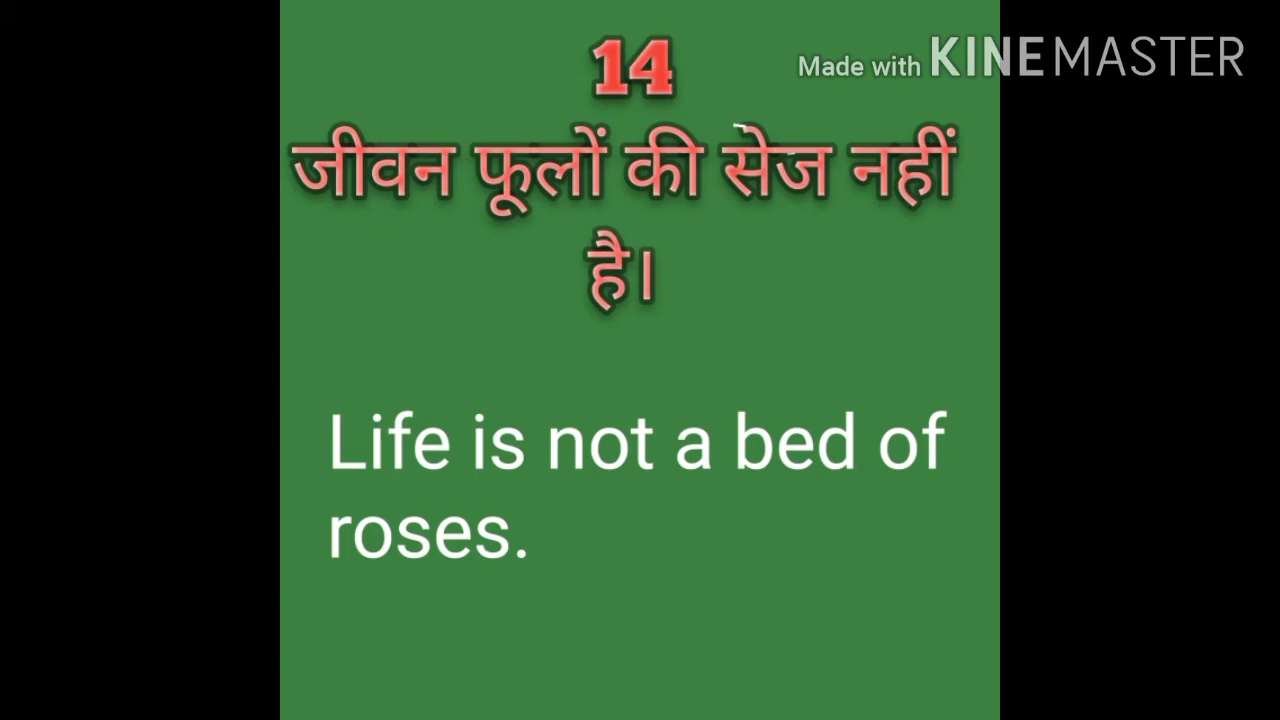 14
Made with KINEMASTER
जीवन फूलों की सेज नहीं
है।
Life is not a bed of
roses.